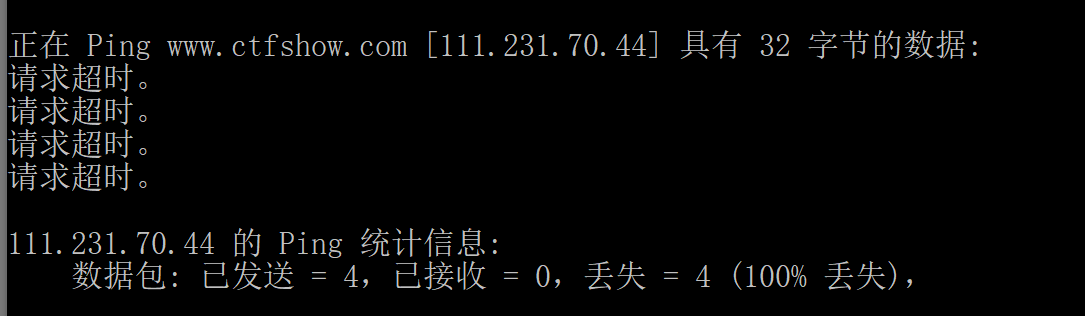 正在 Ping www.ctfshow.com [111.231.70.44] 具有 32 字节的数据:
请求超时。
请求超时。
请求超时。
请求超时。
111.231.70.44 的 Ping 统计信息:
数据包: 已发送 = 4，已接收 = 0，丢失 = 4 (100% 丢失)，